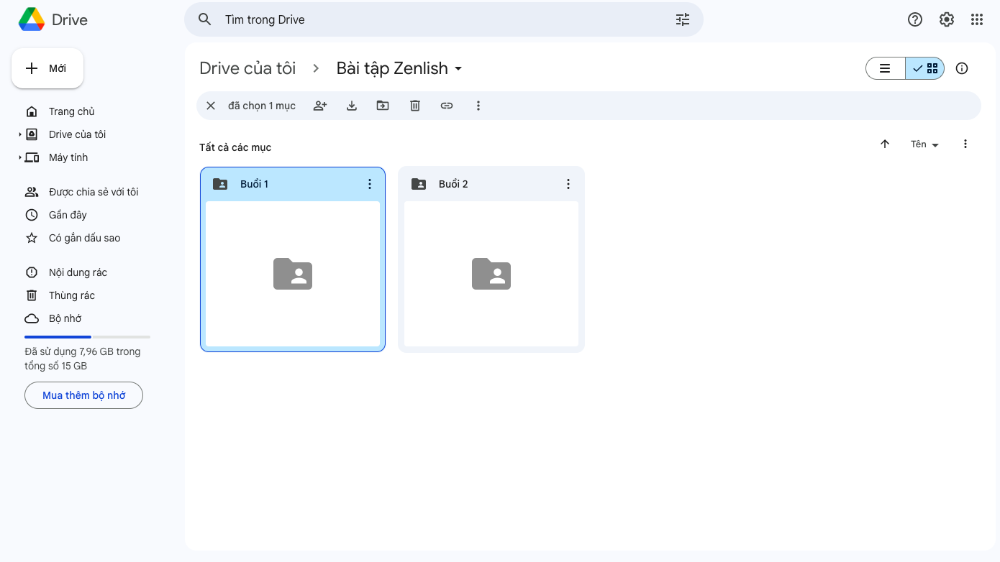 Drive
Tìm trong Drive
Mới
Trang chủ
Drive của tôi
Máy tính
Được chia sẻ với tôi
Gần đây
Có gắn dấu sao
Nội dung rác
Thùng rác
Bộ nhớ
Đã sử dụng 7,96 GB trong
tổng số 15 GB
Mua thêm bộ nhớ
Drive của tôi
Bài tập Zenlish
đã chọn 1 mục
Tất cả các mục
Tên
Buổi 1
Buổi 2